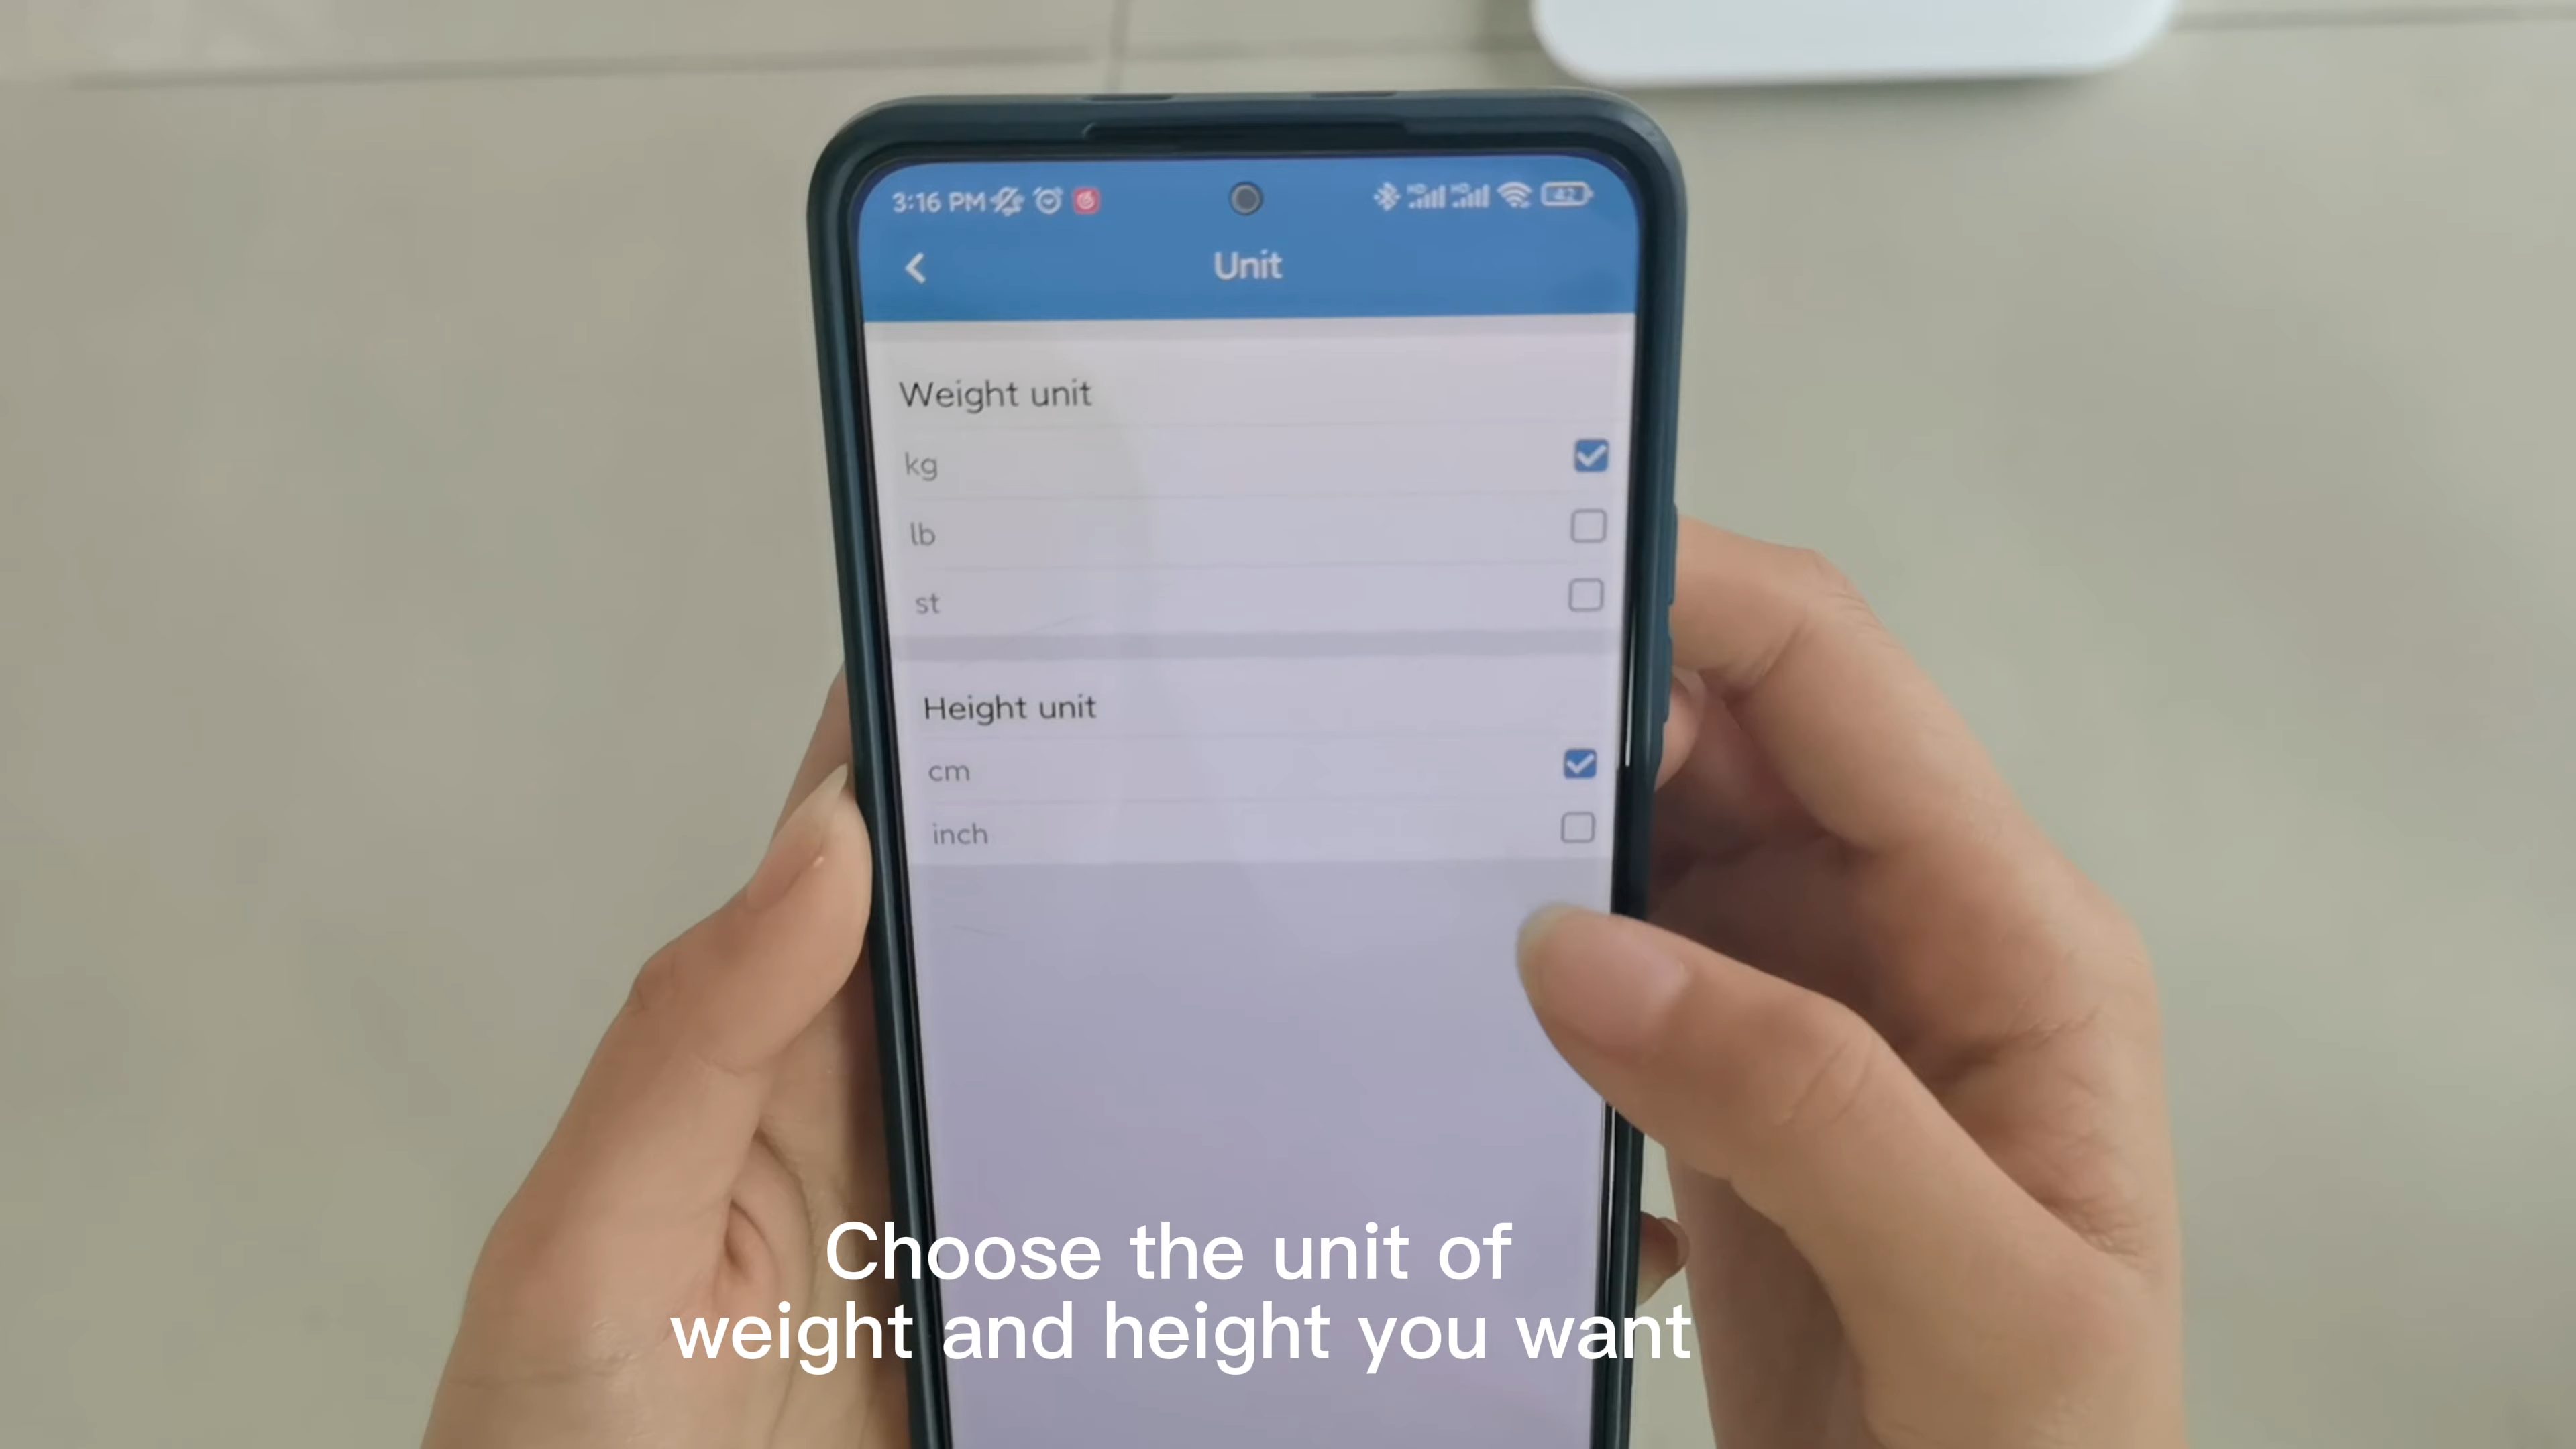 3:16 PM
42
Unit
Weight unit
kg
lb
st
Height unit
cm
inch
Choose the unit of
weight and height you want